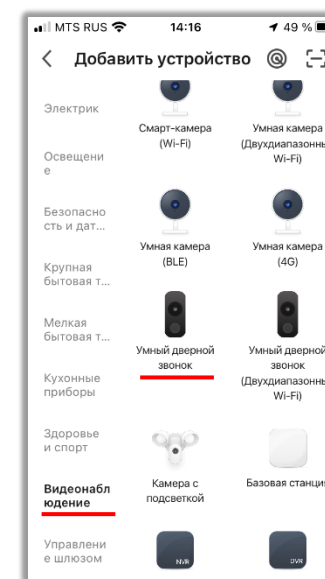 MTS RUS 14:16 49 %
Добавить устройство
Электрик
Освещени
е
Безопасно
сть и дат...
Крупная
бытовая т...
Мелкая
бытовая т...
Кухонные
приборы
Здоровье
и спорт
Видеонабл
юдение
Управлени
е шлюзом
Смарт-камера
(Wi-Fi)
Умная камера
(Двухдиапазонны
Wi-Fi)
Умная камера
(BLE)
Умная камера
(4G)
Умный дверной
звонок
Умный дверной
звонок
(Двухдиапазонны
Wi-Fi)
Камера с
подсветкой
Базовая станция
NVR
DVR